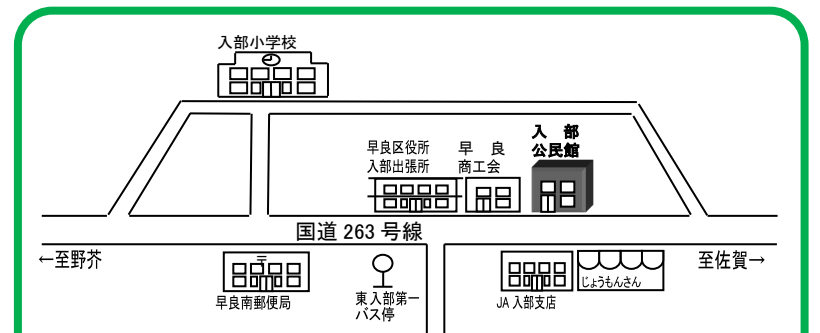 入部小学校
早良区役所
入部出張所
早　良
商工会
入　部
公民館
国道 263 号線
←至野芥
至佐賀→
〒
早良南郵便局
東入部第一
バス停
JA 入部支店
じょうもんさん